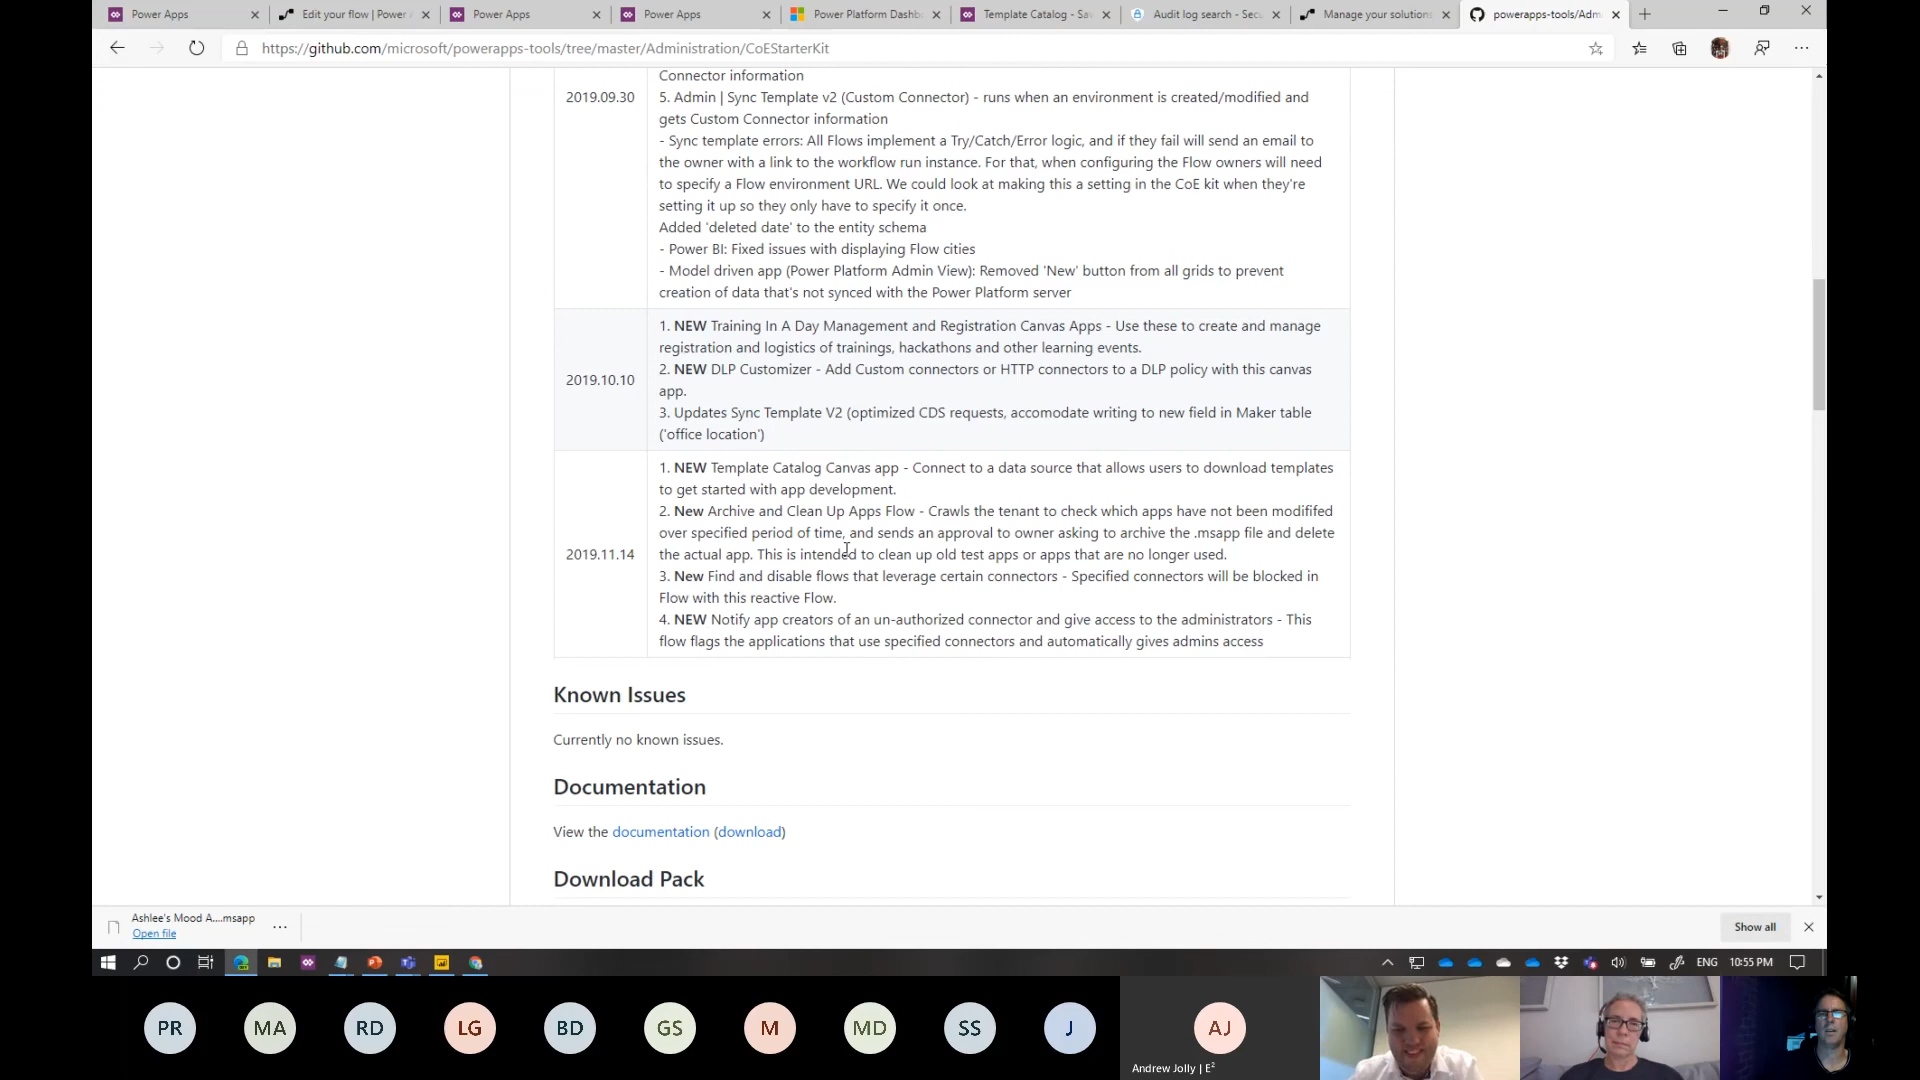 Power Apps
Edit your flow | Power A
Power Apps
Power Apps
Power Platform Dashb
Template Catalog - Sav
Audit log search - Secu
Manage your solutions
powerapps-tools/Admi
https://github.com/microsoft/powerapps-tools/tree/master/Administration/CoEStarterKit
Connector information
2019.09.30
5. Admin | Sync Template v2 (Custom Connector) - runs when an environment is created/modified and
gets Custom Connector information
- Sync template errors: All Flows implement a Try/Catch/Error logic, and if they fail will send an email to
the owner with a link to the workflow run instance. For that, when configuring the Flow owners will need
to specify a Flow environment URL. We could look at making this a setting in the CoE kit when they're
setting it up so they only have to specify it once.
Added 'deleted date' to the entity schema
- Power BI: Fixed issues with displaying Flow cities
- Model driven app (Power Platform Admin View): Removed 'New' button from all grids to prevent
creation of data that's not synced with the Power Platform server
2019.10.10
1. NEW Training In A Day Management and Registration Canvas Apps - Use these to create and manage
registration and logistics of trainings, hackathons and other learning events.
2. NEW DLP Customizer - Add Custom connectors or HTTP connectors to a DLP policy with this canvas
app.
3. Updates Sync Template V2 (optimized CDS requests, accomodate writing to new field in Maker table
('office location')
2019.11.14
1. NEW Template Catalog Canvas app - Connect to a data source that allows users to download templates
to get started with app development.
2. New Archive and Clean Up Apps Flow - Crawls the tenant to check which apps have not been modififed
over specified period of time, and sends an approval to owner asking to archive the .msapp file and delete
the actual app. This is intended to clean up old test apps or apps that are no longer used.
3. New Find and disable flows that leverage certain connectors - Specified connectors will be blocked in
Flow with this reactive Flow.
4. NEW Notify app creators of an un-authorized connector and give access to the administrators - This
flow flags the applications that use specified connectors and automatically gives admins access
Known Issues
Currently no known issues.
Documentation
View the documentation (download)
Download Pack
Ashlee's Mood A....msapp
Open file
Show all
ENG
10:55 PM
PR
MA
RD
LG
BD
GS
M
MD
SS
J
AJ
Andrew Jolly | E²